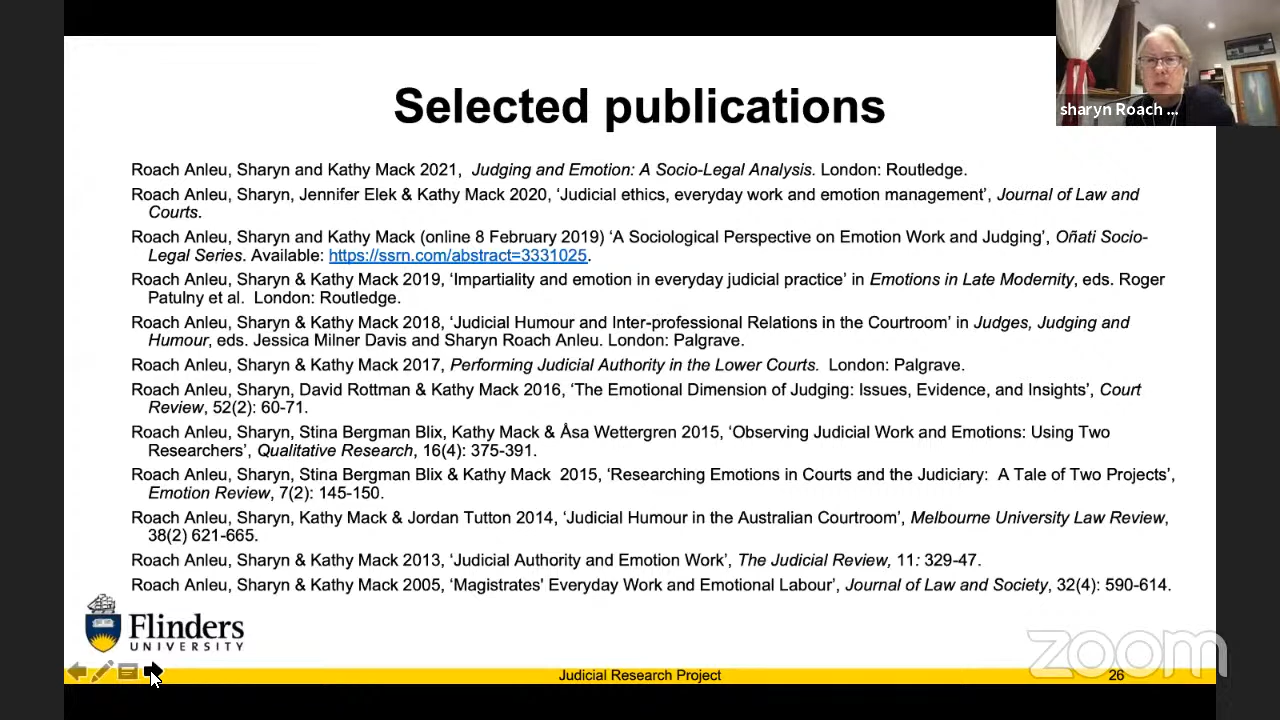 sharyn Roach ...
Selected publications
Roach Anleu, Sharyn and Kathy Mack 2021, Judging and Emotion: A Socio-Legal Analysis. London: Routledge.
Roach Anleu, Sharyn, Jennifer Elek & Kathy Mack 2020, ‘Judicial ethics, everyday work and emotion management’, Journal of Law and
Courts.
Roach Anleu, Sharyn and Kathy Mack (online 8 February 2019) ‘A Sociological Perspective on Emotion Work and Judging’, Oñati Socio-
Legal Series. Available: https://ssrn.com/abstract=3331025.
Roach Anleu, Sharyn & Kathy Mack 2019, ‘Impartiality and emotion in everyday judicial practice’ in Emotions in Late Modernity, eds. Roger
Patulny et al. London: Routledge.
Roach Anleu, Sharyn & Kathy Mack 2018, ‘Judicial Humour and Inter-professional Relations in the Courtroom’ in Judges, Judging and
Humour, eds. Jessica Milner Davis and Sharyn Roach Anleu. London: Palgrave.
Roach Anleu, Sharyn & Kathy Mack 2017, Performing Judicial Authority in the Lower Courts. London: Palgrave.
Roach Anleu, Sharyn, David Rottman & Kathy Mack 2016, ‘The Emotional Dimension of Judging: Issues, Evidence, and Insights’, Court
Review, 52(2): 60-71.
Roach Anleu, Sharyn, Stina Bergman Blix, Kathy Mack & Åsa Wettergren 2015, ‘Observing Judicial Work and Emotions: Using Two
Researchers’, Qualitative Research, 16(4): 375-391.
Roach Anleu, Sharyn, Stina Bergman Blix & Kathy Mack 2015, ‘Researching Emotions in Courts and the Judiciary: A Tale of Two Projects’,
Emotion Review, 7(2): 145-150.
Roach Anleu, Sharyn, Kathy Mack & Jordan Tutton 2014, ‘Judicial Humour in the Australian Courtroom’, Melbourne University Law Review,
38(2) 621-665.
Roach Anleu, Sharyn & Kathy Mack 2013, ‘Judicial Authority and Emotion Work’, The Judicial Review, 11: 329-47.
Roach Anleu, Sharyn & Kathy Mack 2005, ‘Magistrates' Everyday Work and Emotional Labour’, Journal of Law and Society, 32(4): 590-614.
Flinders
UNIVERSITY
zoom
Judicial Research Project
26